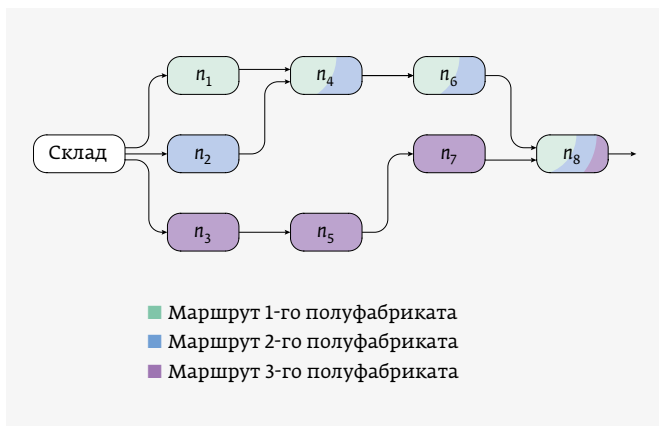 n₁
n₄
n₆
Склад
n₂
n₇
n₈
n₃
n₅
Маршрут 1-го полуфабриката
Маршрут 2-го полуфабриката
Маршрут 3-го полуфабриката